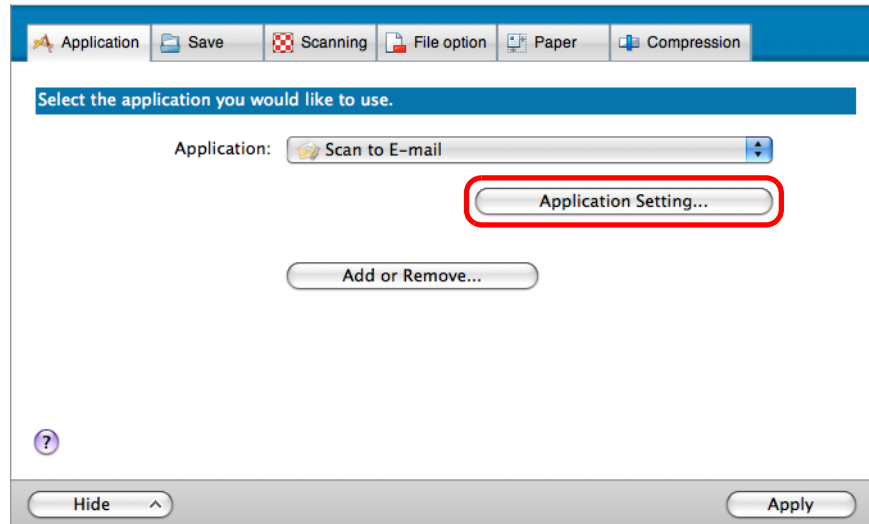 Application Save Scanning File option Paper Compression
Select the application you would like to use.
Application: Scan to E-mail
Application Setting...
Add or Remove...
?
Hide Apply